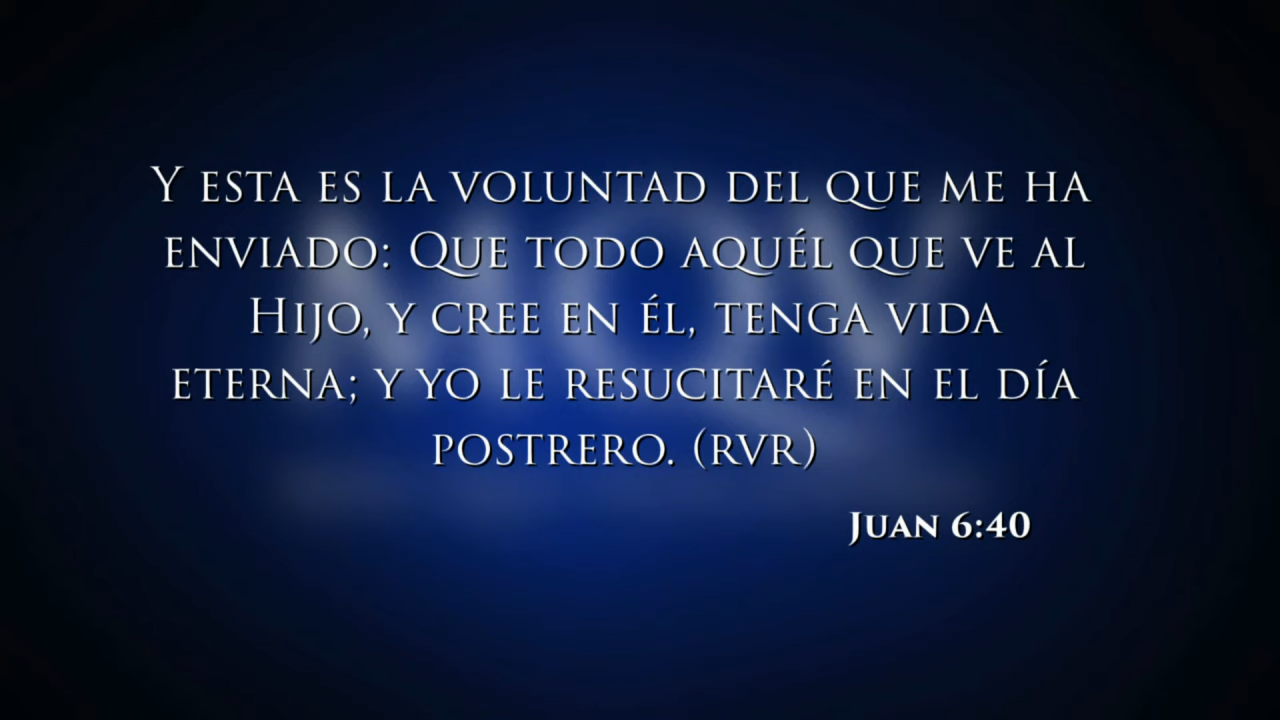 Y esta es la voluntad del que me ha
enviado: Que todo aquél que ve al
Hijo, y cree en él, tenga vida
eterna; y yo le resucitaré en el día
postrero. (rvr)
Juan 6:40